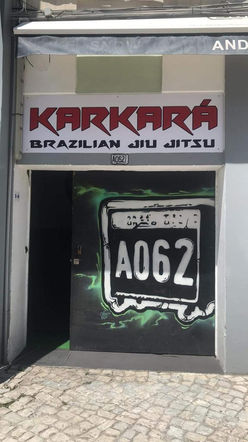 AND
KARKARÁ
BRAZILIAN JIU JITSU
A062
A062